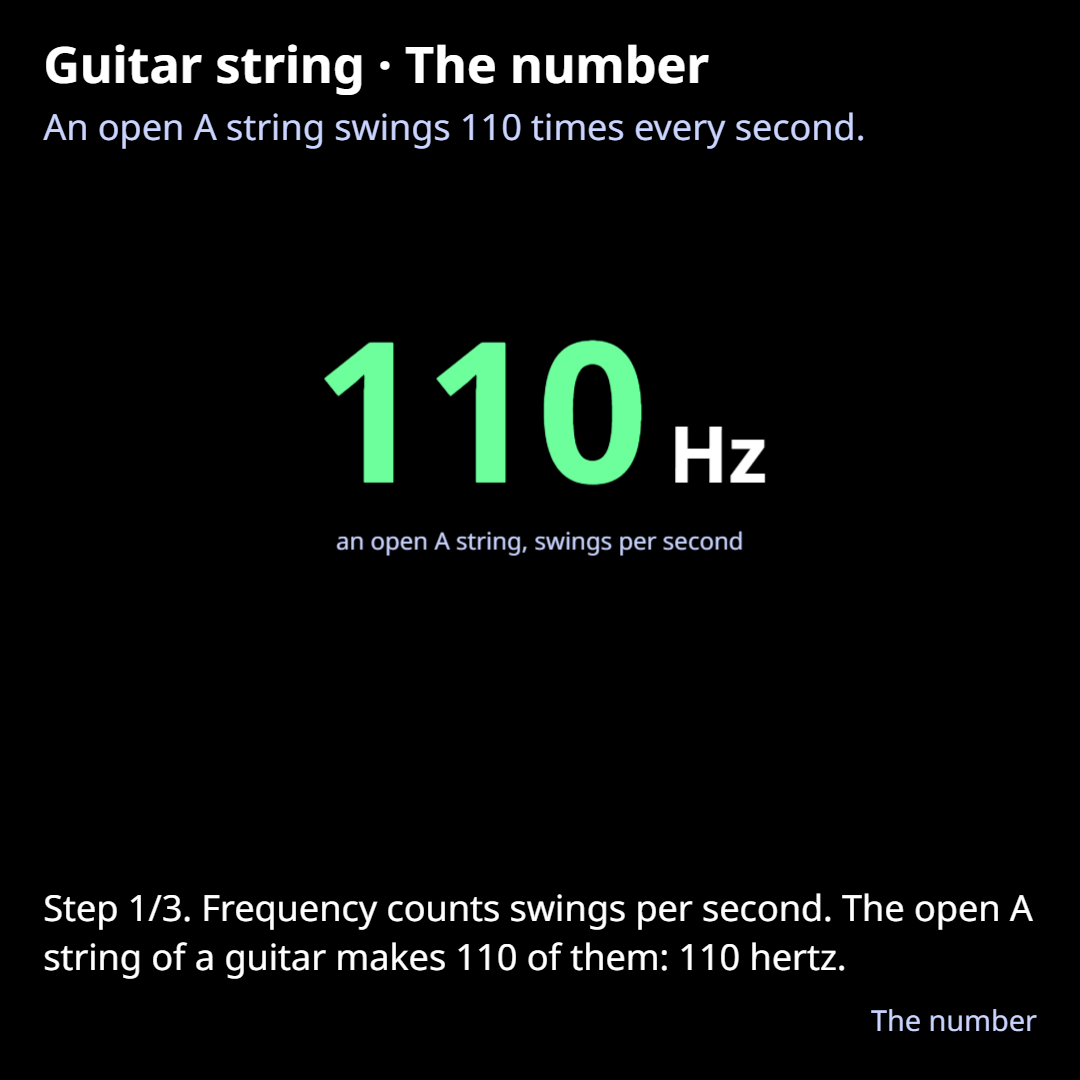 Guitar string · The number
An open A string swings 110 times every second.
110 Hz
an open A string, swings per second
Step 1/3. Frequency counts swings per second. The open A
string of a guitar makes 110 of them: 110 hertz.
The number